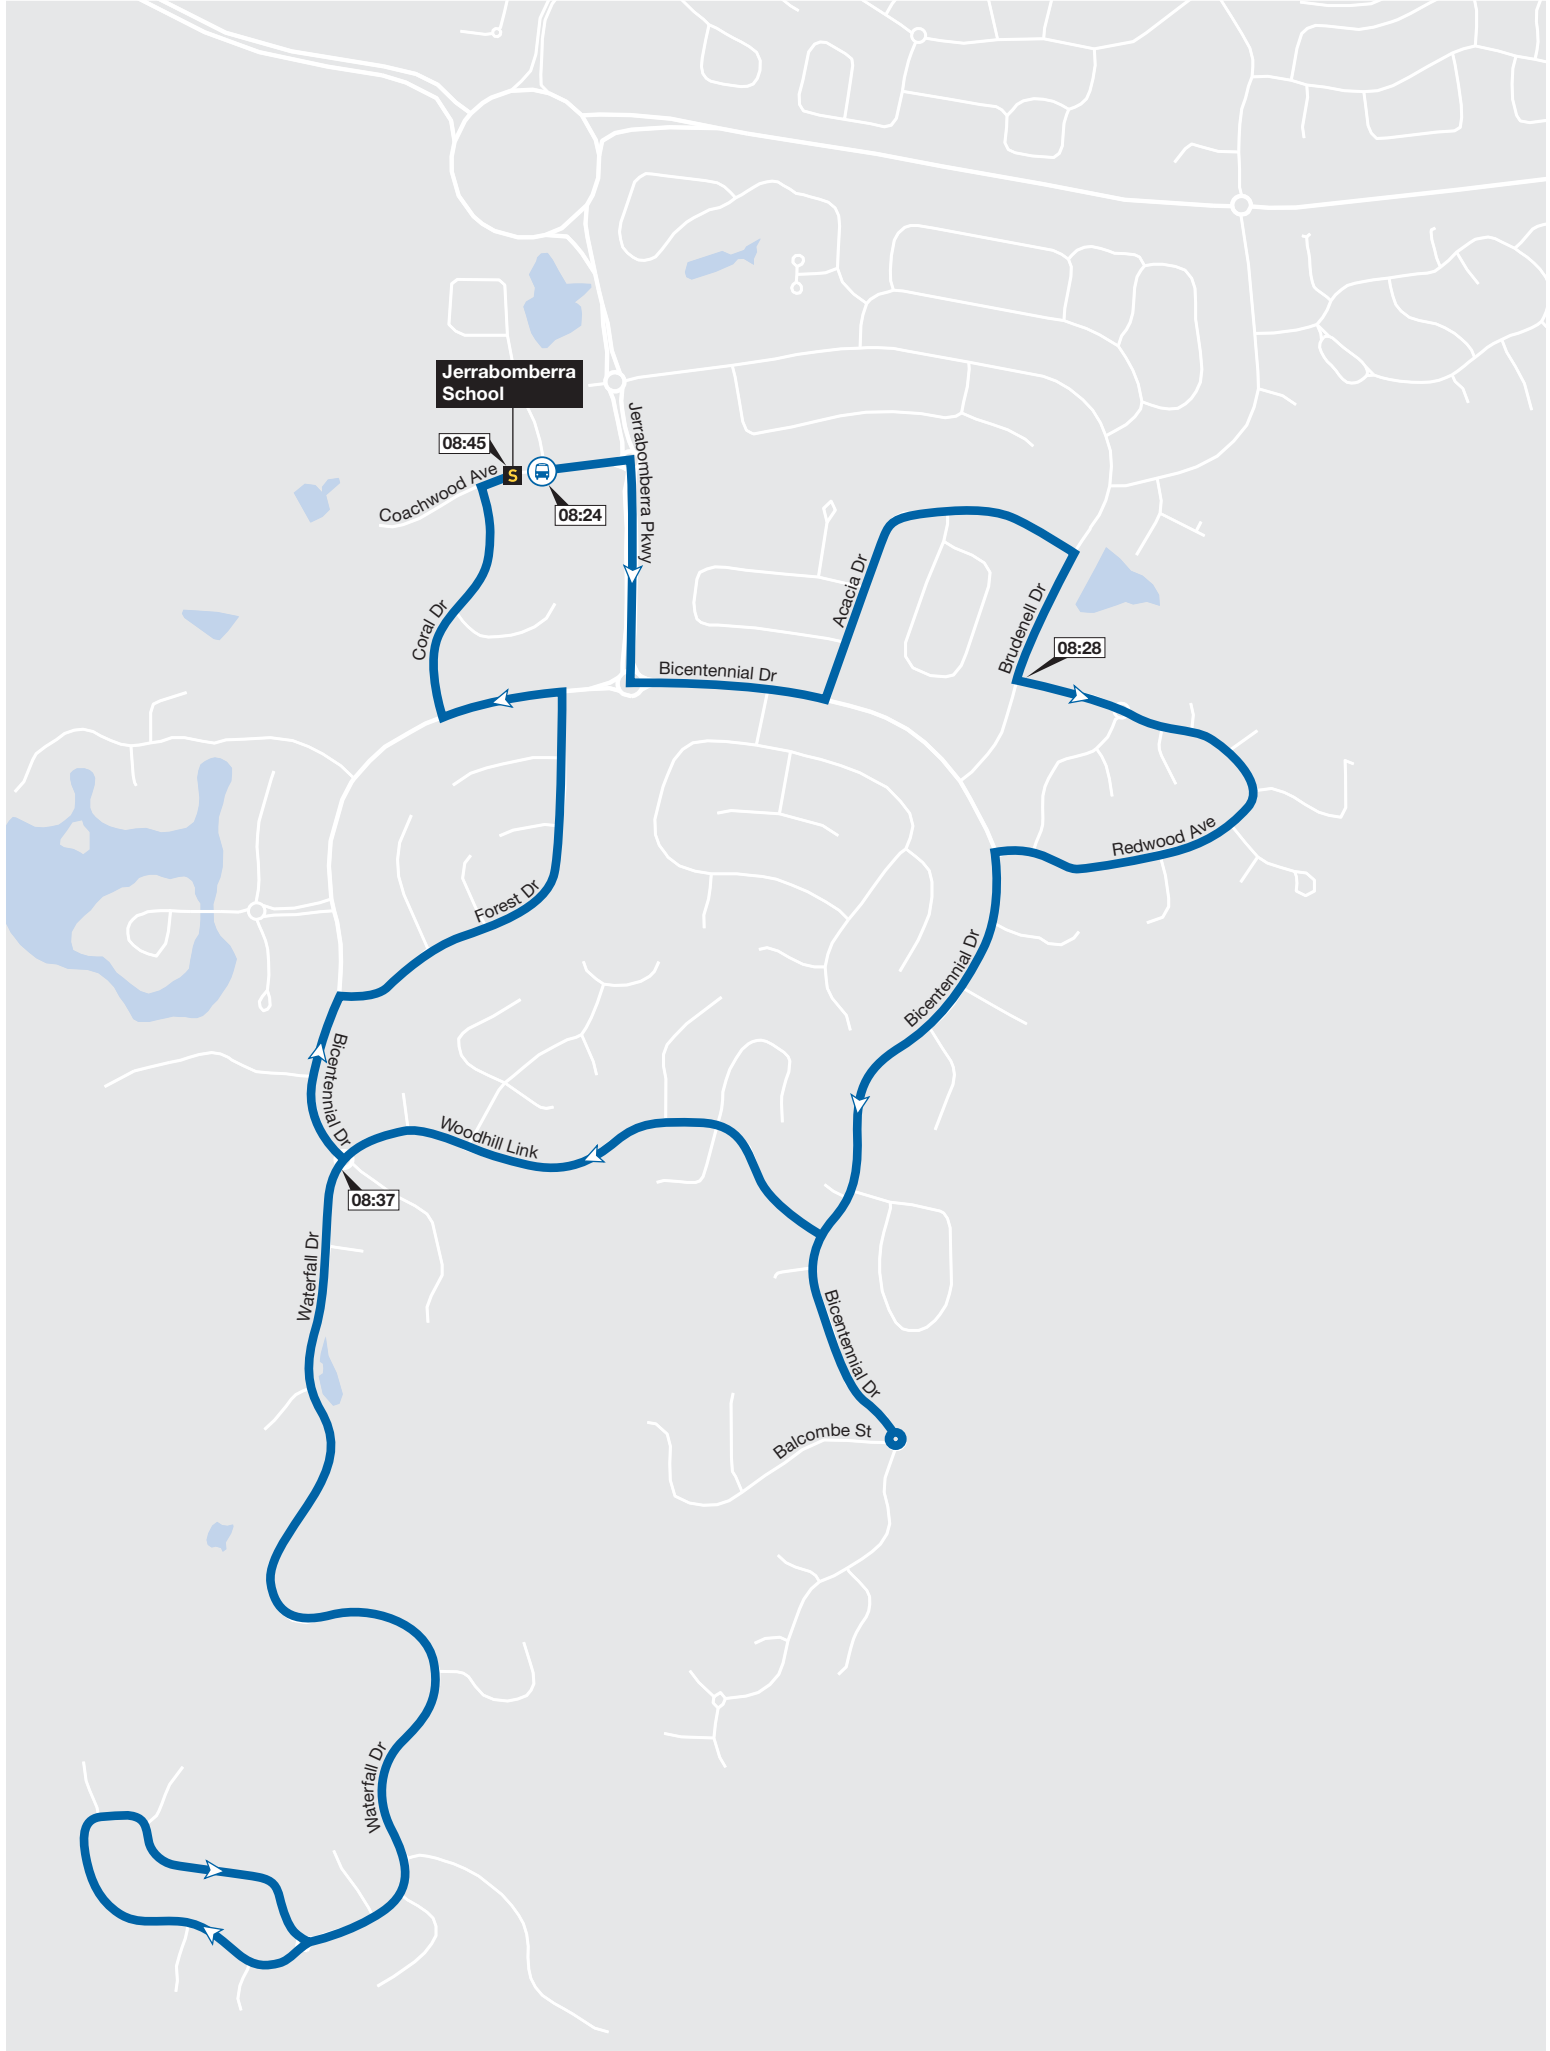 Jerrabomberra
School
08:45
S
Coachwood Ave
08:24
Jerrabomberra Pkwy
Acacia Dr
Brudenell Dr
08:28
Coral Dr
Bicentennial Dr
Redwood Ave
Forest Dr
Bicentennial Dr
Bicentennial Dr
Woodhill Link
08:37
Waterfall Dr
Bicentennial Dr
Balcombe St
Waterfall Dr